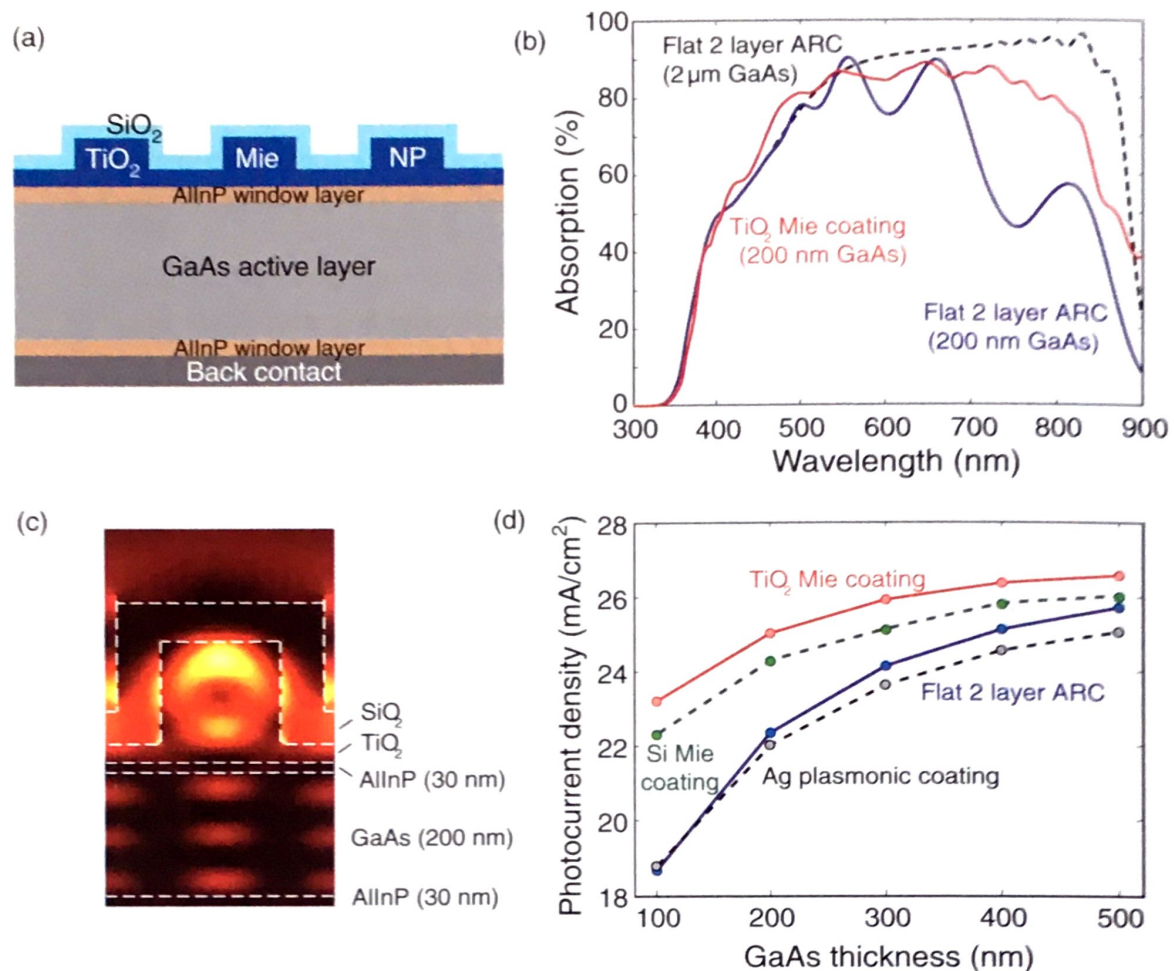 (a)
SiO₂
TiO₂ Mie NP
AlInP window layer
GaAs active layer
AlInP window layer
Back contact
(b)
100
80
60
40
20
0
Absorption (%)
Flat 2 layer ARC
(2 μm GaAs)
TiO₂ Mie coating
(200 nm GaAs)
Flat 2 layer ARC
(200 nm GaAs)
300 400 500 600 700 800 900
Wavelength (nm)
(c)
SiO₂
TiO₂
AlInP (30 nm)
GaAs (200 nm)
AlInP (30 nm)
(d)
28
26
24
22
20
18
Photocurrent density (mA/cm²)
TiO₂ Mie coating
Flat 2 layer ARC
Si Mie
coating
Ag plasmonic coating
100 200 300 400 500
GaAs thickness (nm)